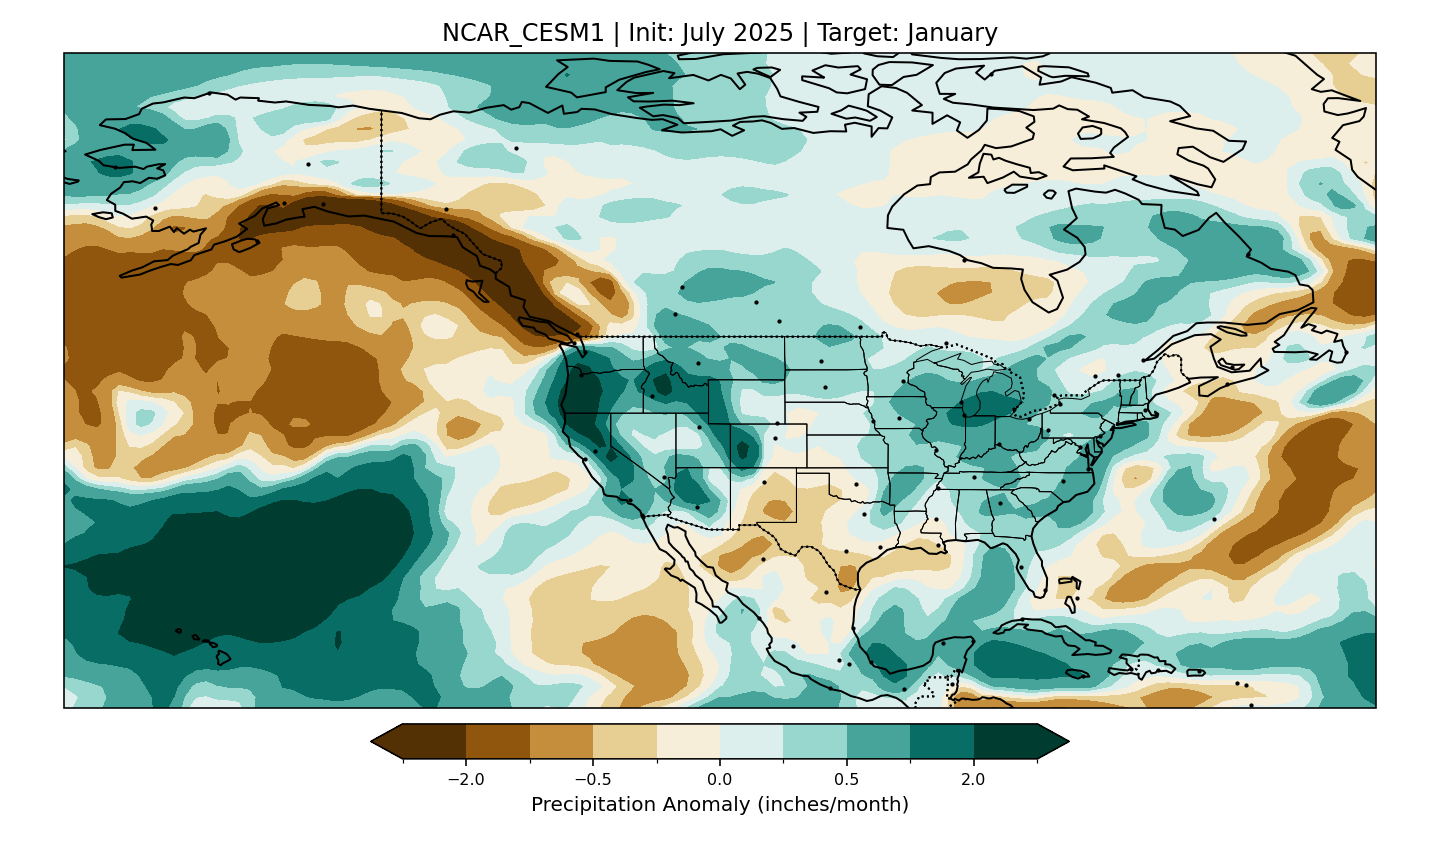 NCAR_CESM1 | Init: July 2025 | Target: January
−2.0 −0.5 0.0 0.5 2.0
Precipitation Anomaly (inches/month)